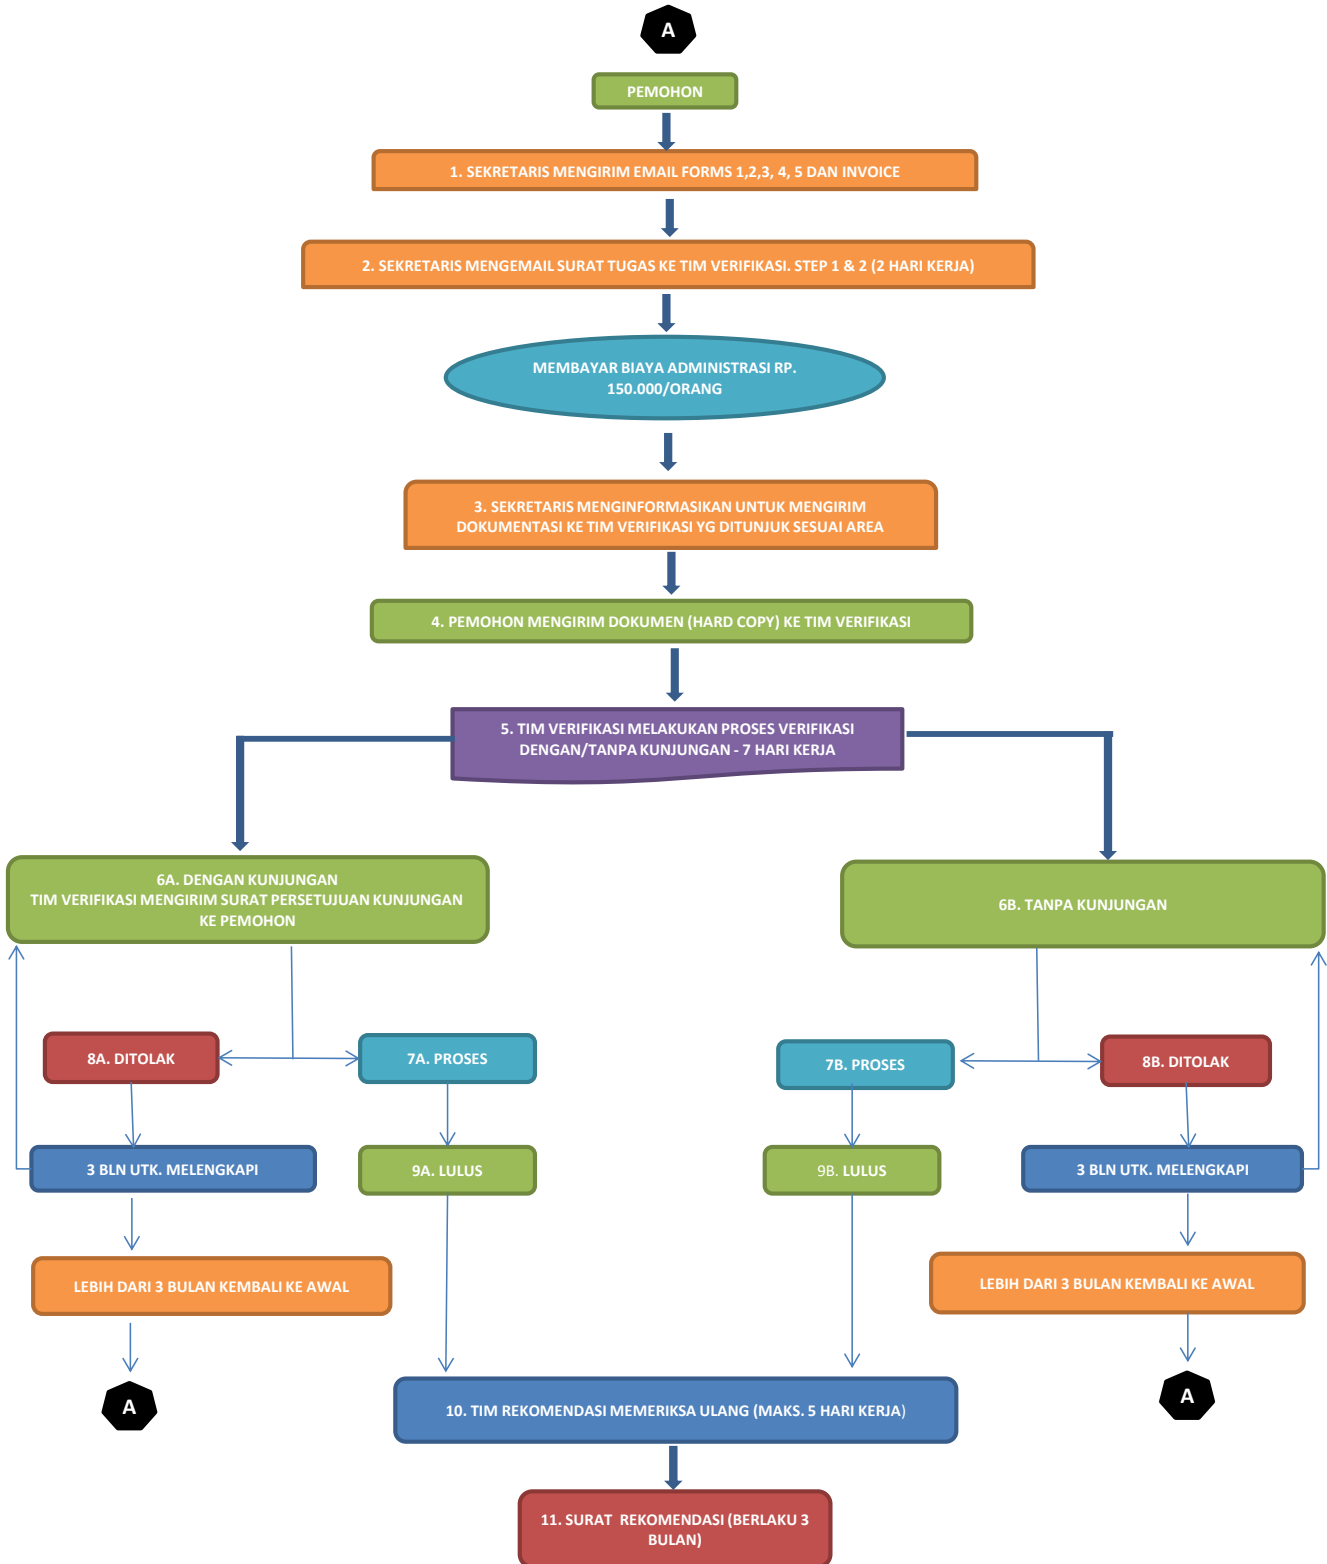 A
PEMOHON
1. SEKRETARIS MENGIRIM EMAIL FORMS 1,2,3, 4, 5 DAN INVOICE
2. SEKRETARIS MENGEMAIL SURAT TUGAS KE TIM VERIFIKASI. STEP 1 & 2 (2 HARI KERJA)
MEMBAYAR BIAYA ADMINISTRASI RP.
150.000/ORANG
3. SEKRETARIS MENGINFORMASIKAN UNTUK MENGIRIM
DOKUMENTASI KE TIM VERIFIKASI YG DITUNJUK SESUAI AREA
4. PEMOHON MENGIRIM DOKUMEN (HARD COPY) KE TIM VERIFIKASI
5. TIM VERIFIKASI MELAKUKAN PROSES VERIFIKASI
DENGAN/TANPA KUNJUNGAN - 7 HARI KERJA
6A. DENGAN KUNJUNGAN
TIM VERIFIKASI MENGIRIM SURAT PERSETUJUAN KUNJUNGAN
KE PEMOHON
6B. TANPA KUNJUNGAN
8A. DITOLAK
7A. PROSES
7B. PROSES
8B. DITOLAK
3 BLN UTK. MELENGKAPI
9A. LULUS
9B. LULUS
3 BLN UTK. MELENGKAPI
LEBIH DARI 3 BULAN KEMBALI KE AWAL
LEBIH DARI 3 BULAN KEMBALI KE AWAL
A
A
10. TIM REKOMENDASI MEMERIKSA ULANG (MAKS. 5 HARI KERJA)
11. SURAT  REKOMENDASI (BERLAKU 3
BULAN)